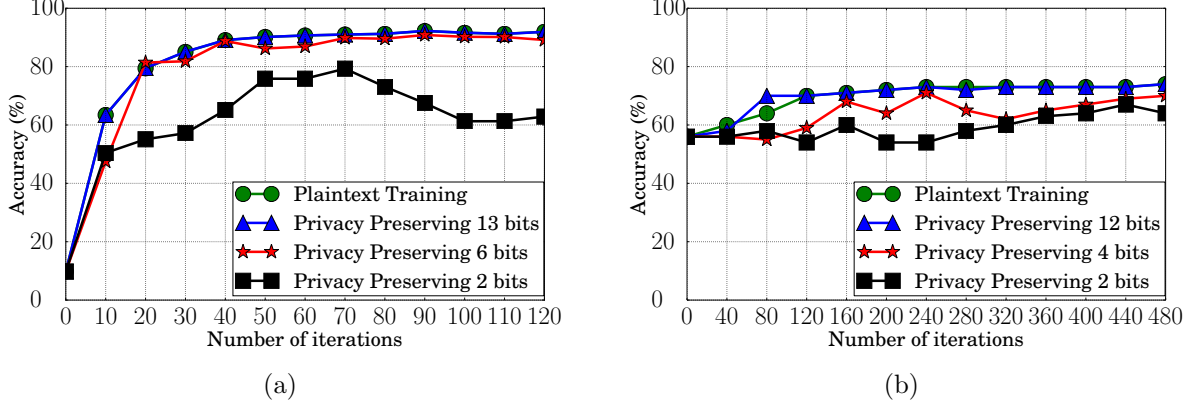 100
80
60
40
20
0
Accuracy (%)
Plaintext Training
Privacy Preserving 13 bits
Privacy Preserving 6 bits
Privacy Preserving 2 bits
0 10 20 30 40 50 60 70 80 90 100 110 120
Number of iterations
(a)
100
80
60
40
20
0
Accuracy (%)
Plaintext Training
Privacy Preserving 12 bits
Privacy Preserving 4 bits
Privacy Preserving 2 bits
0 40 80 120 160 200 240 280 320 360 400 440 480
Number of iterations
(b)